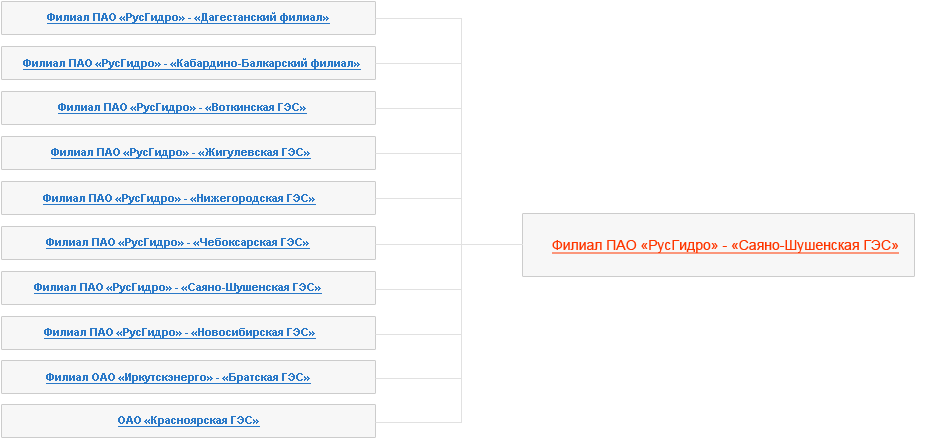 Филиал ПАО «РусГидро» - «Дагестанский филиал»
Филиал ПАО «РусГидро» - «Кабардино-Балкарский филиал»
Филиал ПАО «РусГидро» - «Воткинская ГЭС»
Филиал ПАО «РусГидро» - «Жигулевская ГЭС»
Филиал ПАО «РусГидро» - «Нижегородская ГЭС»
Филиал ПАО «РусГидро» - «Чебоксарская ГЭС»
Филиал ПАО «РусГидро» - «Саяно-Шушенская ГЭС»
Филиал ПАО «РусГидро» - «Новосибирская ГЭС»
Филиал ОАО «Иркутскэнерго» - «Братская ГЭС»
ОАО «Красноярская ГЭС»
Филиал ПАО «РусГидро» - «Саяно-Шушенская ГЭС»